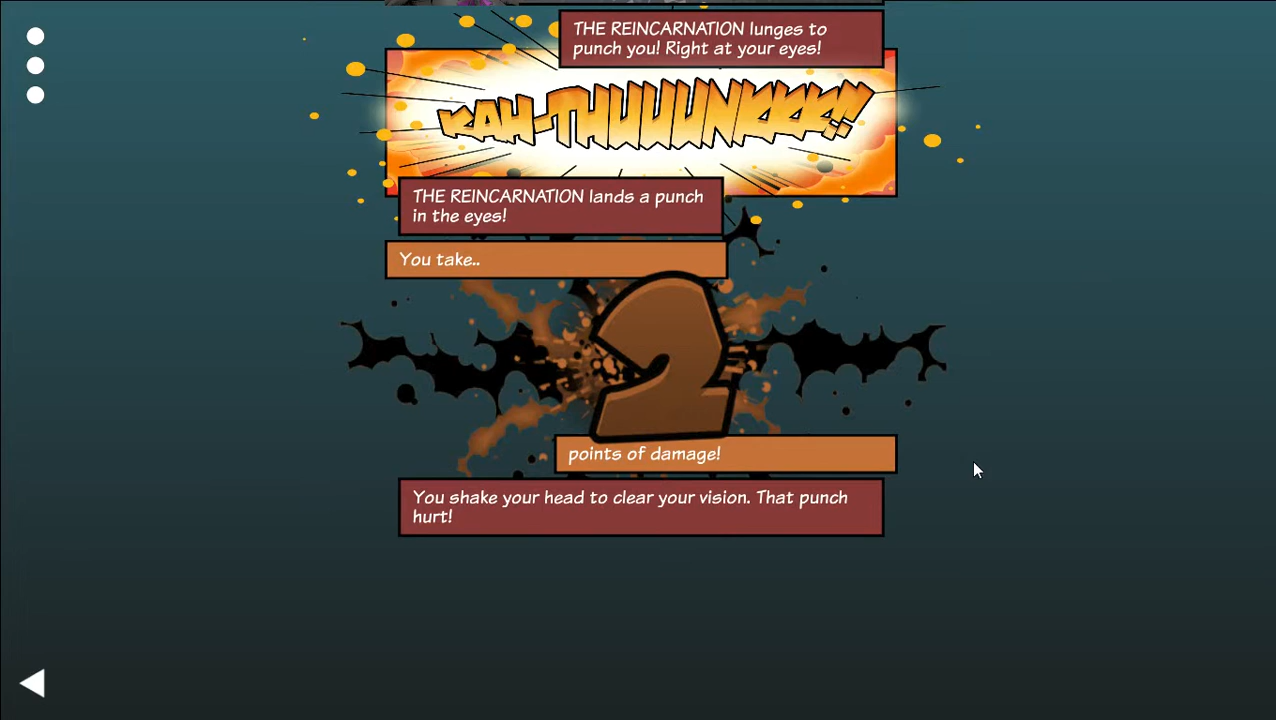 THE REINCARNATION lunges to
punch you! Right at your eyes!
KAH-THUUUUNKKK!!
THE REINCARNATION lands a punch
in the eyes!
You take..
2
points of damage!
You shake your head to clear your vision. That punch
hurt!